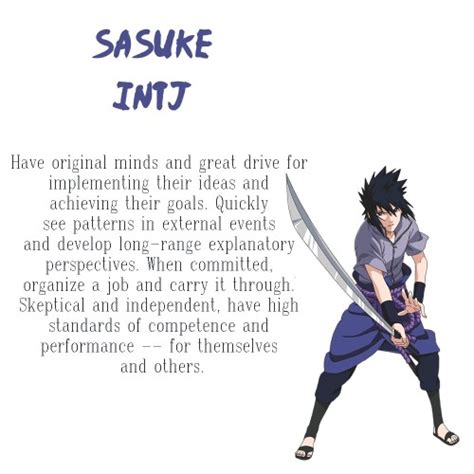 SASUKE
INTJ
Have original minds and great drive for
implementing their ideas and
achieving their goals. Quickly
see patterns in external events
and develop long-range explanatory
perspectives. When committed,
organize a job and carry it through.
Skeptical and independent, have high
standards of competence and
performance -- for themselves
and others.